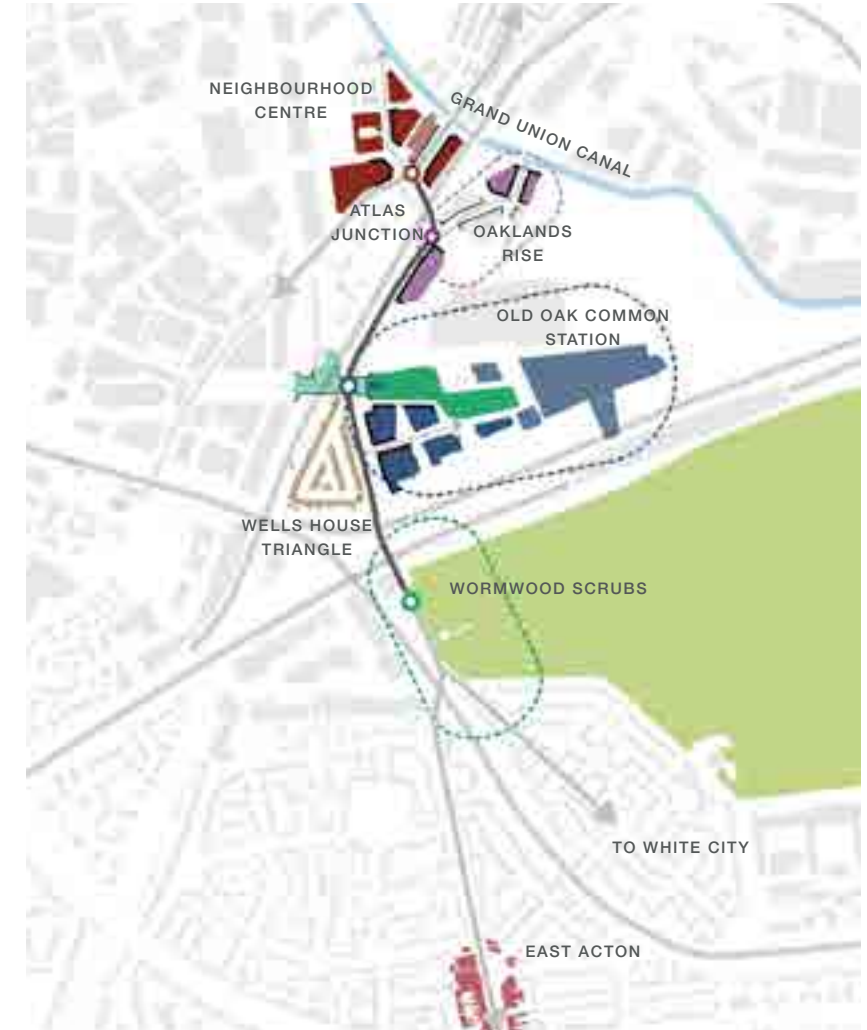 NEIGHBOURHOOD
CENTRE
GRAND UNION CANAL
ATLAS
JUNCTION
OAKLANDS
RISE
OLD OAK COMMON
STATION
WELLS HOUSE
TRIANGLE
WORMWOOD SCRUBS
TO WHITE CITY
EAST ACTON